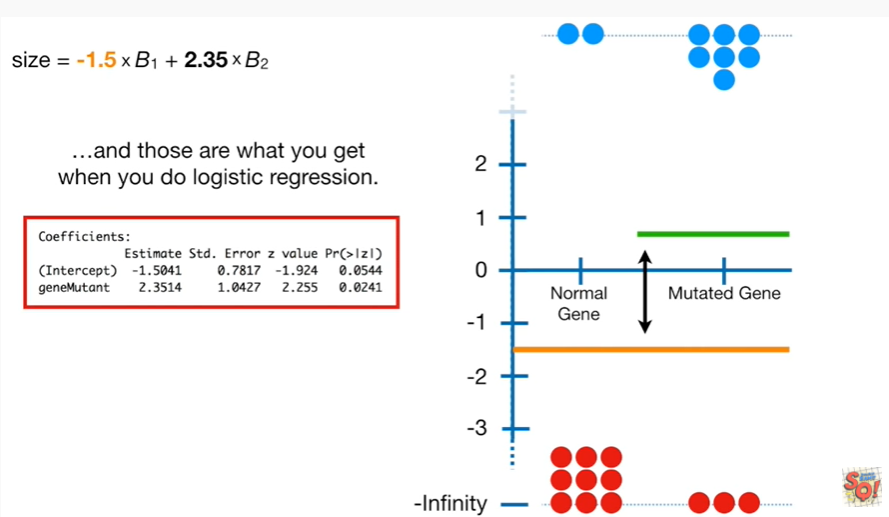 size = -1.5 × B1 + 2.35 × B2
…and those are what you get
when you do logistic regression.
Coefficients:
Estimate Std. Error z value Pr(>|z|)
(Intercept) -1.5041 0.7817 -1.924 0.0544
geneMutant 2.3514 1.0427 2.255 0.0241
2
1
0
Normal
Gene
Mutated Gene
-1
-2
-3
-Infinity
SQ!